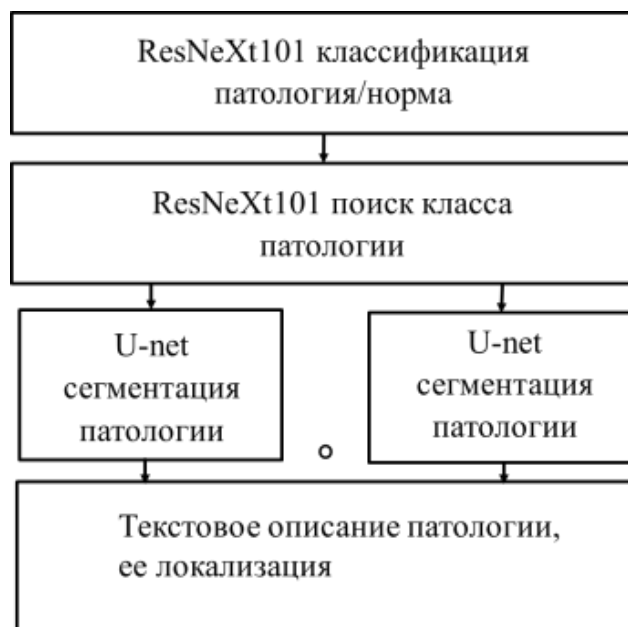 ResNeXt101 классификация
патология/норма
ResNeXt101 поиск класса
патологии
U-net
сегментация
патологии
U-net
сегментация
патологии
Текстовое описание патологии,
ее локализация